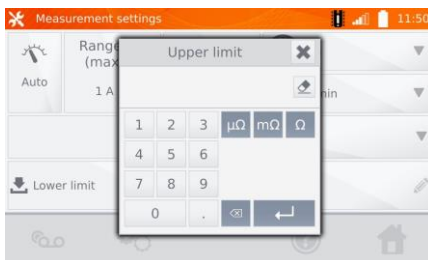 Measurement settings 11:50
Range
(max
Upper limit
Auto
1 A
min
1 2 3 µΩ mΩ Ω
4 5 6
Lower limit
7 8 9
0 .